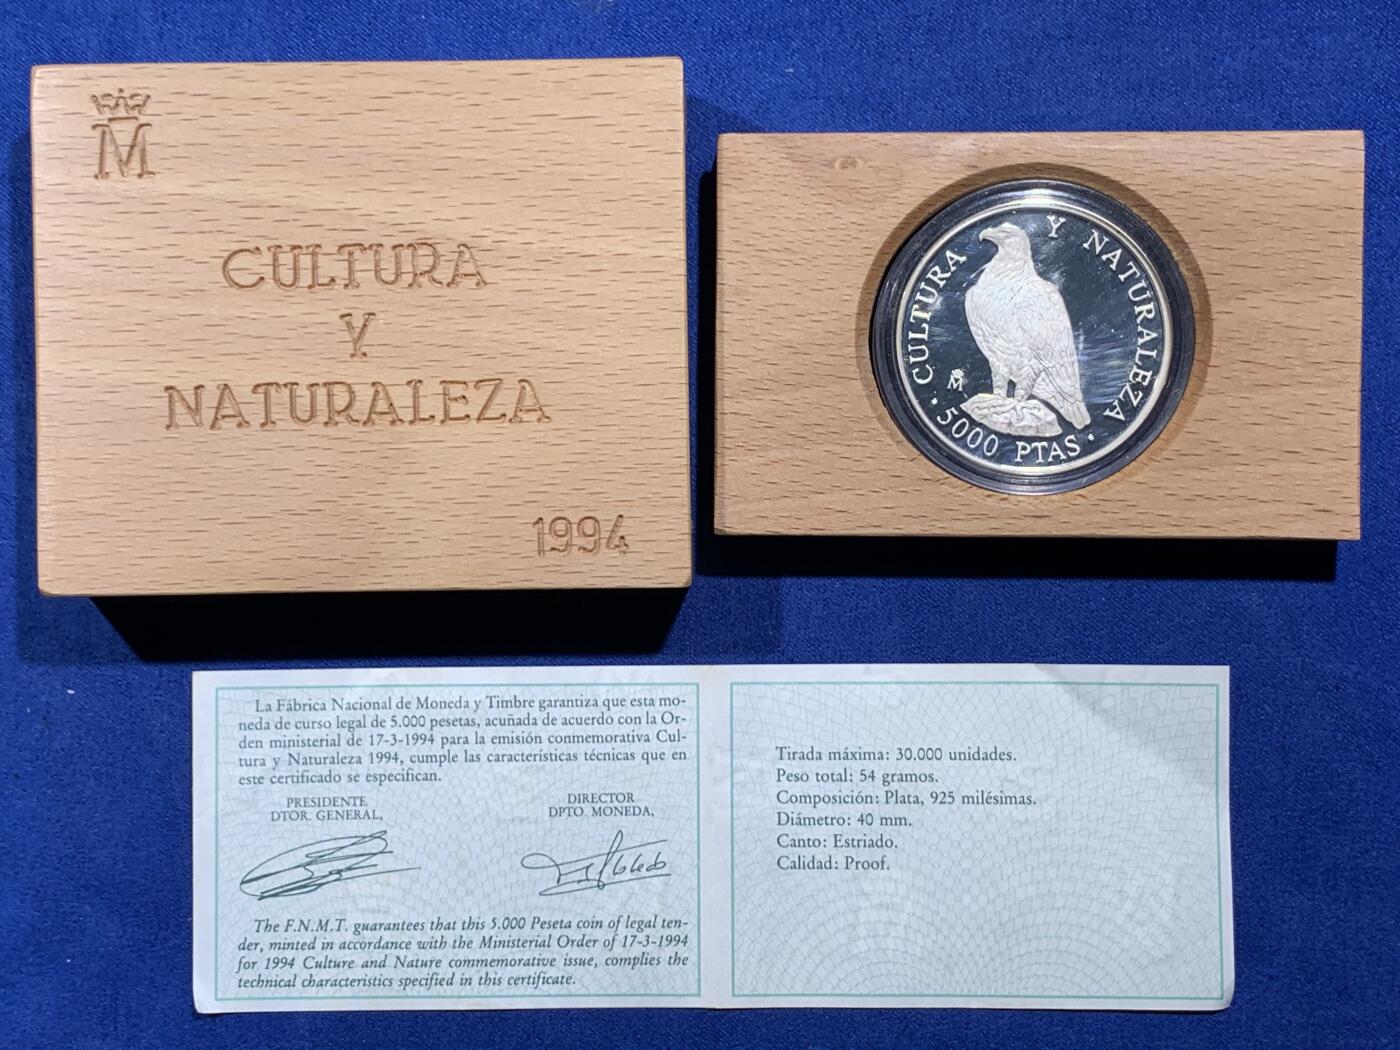 M
CULTURA
Y
NATURALEZA
1994
CULTURA Y NATURALEZA
M
· 5000 PTAS ·
La Fábrica Nacional de Moneda y Timbre garantiza que esta mo-
neda de curso legal de 5.000 pesetas, acuñada de acuerdo con la Or-
den ministerial de 17-3-1994 para la emisión conmemorativa Cul-
tura y Naturaleza 1994, cumple las características técnicas que en
este certificado se especifican.
PRESIDENTE
DTOR. GENERAL,
DIRECTOR
DPTO. MONEDA,
The F.N.M.T. guarantees that this 5.000 Peseta coin of legal ten-
der, minted in accordance with the Ministerial Order of 17-3-1994
for 1994 Culture and Nature commemorative issue, complies the
technical characteristics specified in this certificate.
Tirada máxima: 30.000 unidades.
Peso total: 54 gramos.
Composición: Plata, 925 milésimas.
Diámetro: 40 mm.
Canto: Estriado.
Calidad: Proof.